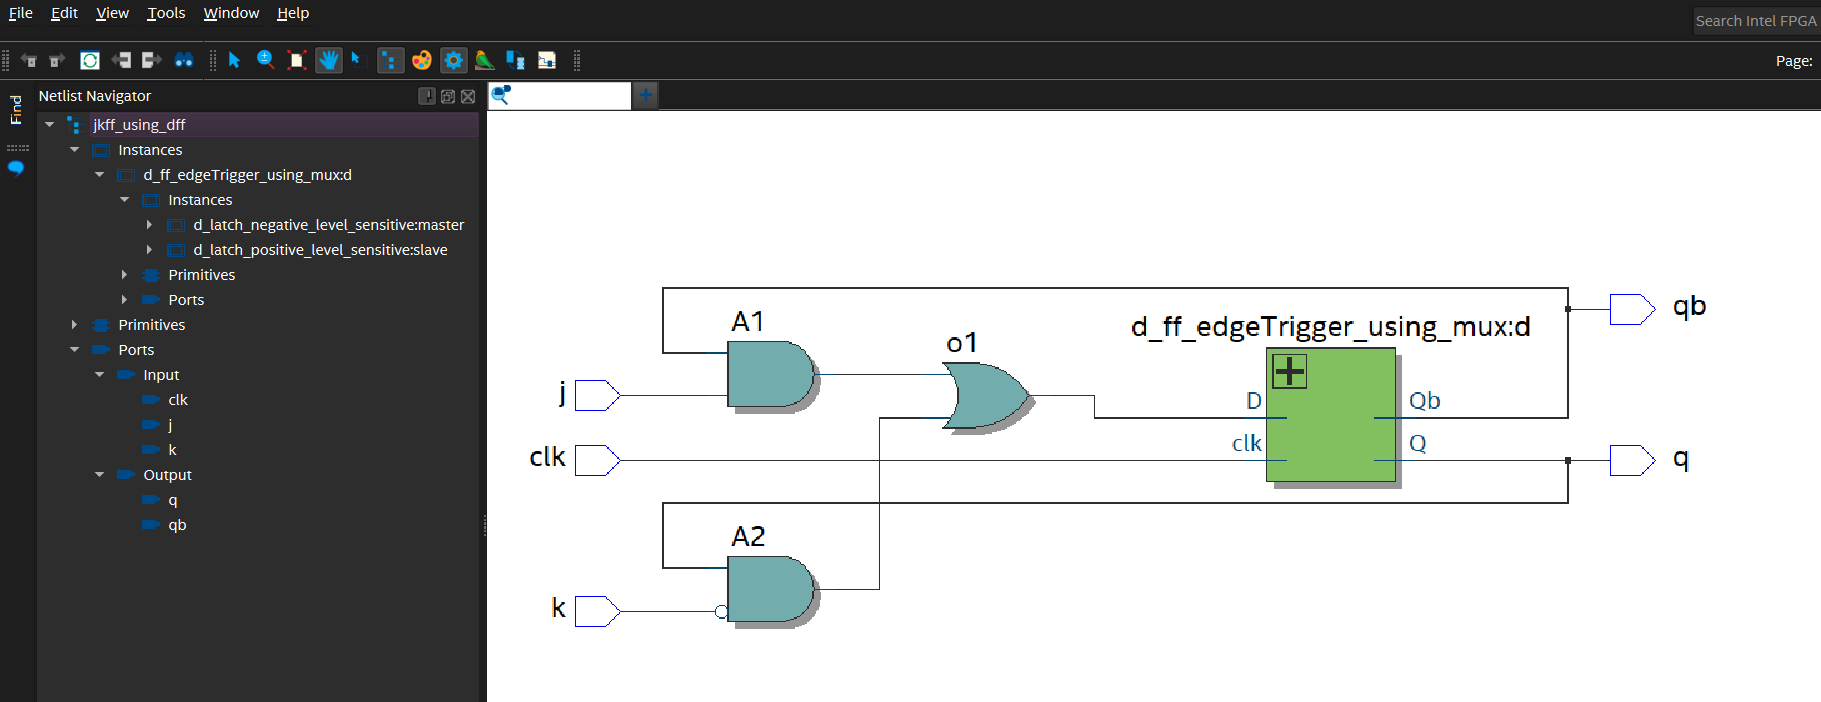 File Edit View Tools Window Help
Search Intel FPGA
Page:
Find
Netlist Navigator
jkff_using_dff
Instances
d_ff_edgeTrigger_using_mux:d
Instances
d_latch_negative_level_sensitive:master
d_latch_positive_level_sensitive:slave
Primitives
Ports
Primitives
Ports
Input
clk
j
k
Output
q
qb
qb
A1
d_ff_edgeTrigger_using_mux:d
o1
j
D
Qb
clk
clk
Q
q
A2
k